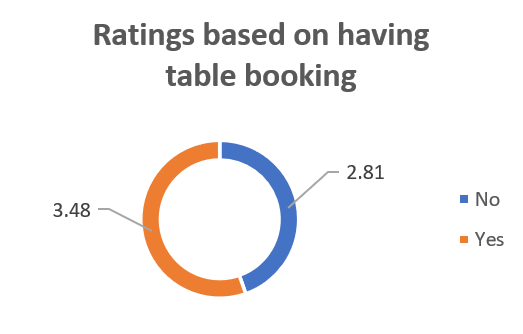 Ratings based on having
table booking
2.81
3.48
No
Yes